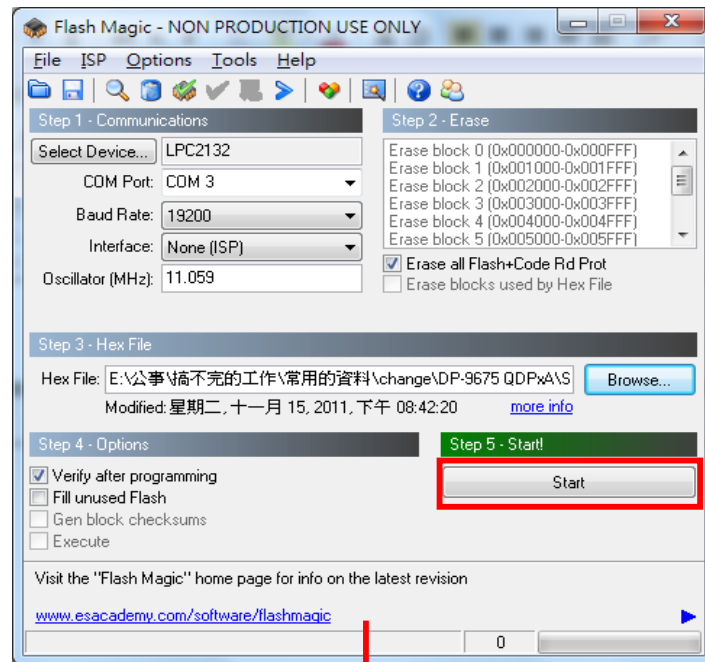 Flash Magic - NON PRODUCTION USE ONLY
File ISP Options Tools Help
Step 1 - Communications
Select Device... LPC2132
COM Port: COM 3
Baud Rate: 19200
Interface: None (ISP)
Oscillator (MHz): 11.059
Step 2 - Erase
Erase block 0 (0x000000-0x000FFF)
Erase block 1 (0x001000-0x001FFF)
Erase block 2 (0x002000-0x002FFF)
Erase block 3 (0x003000-0x003FFF)
Erase block 4 (0x004000-0x004FFF)
Erase block 5 (0x005000-0x005FFF)
Erase all Flash+Code Rd Prot
Erase blocks used by Hex File
Step 3 - Hex File
Hex File: E:\公事\搞不完的工作\常用的資料\change\DP-9675 QDPxA\S Browse...
Modified: 星期二, 十一月 15, 2011, 下午 08:42:20 more info
Step 4 - Options
Verify after programming
Fill unused Flash
Gen block checksums
Execute
Step 5 - Start!
Start
Visit the "Flash Magic" home page for info on the latest revision
www.esacademy.com/software/flashmagic
0